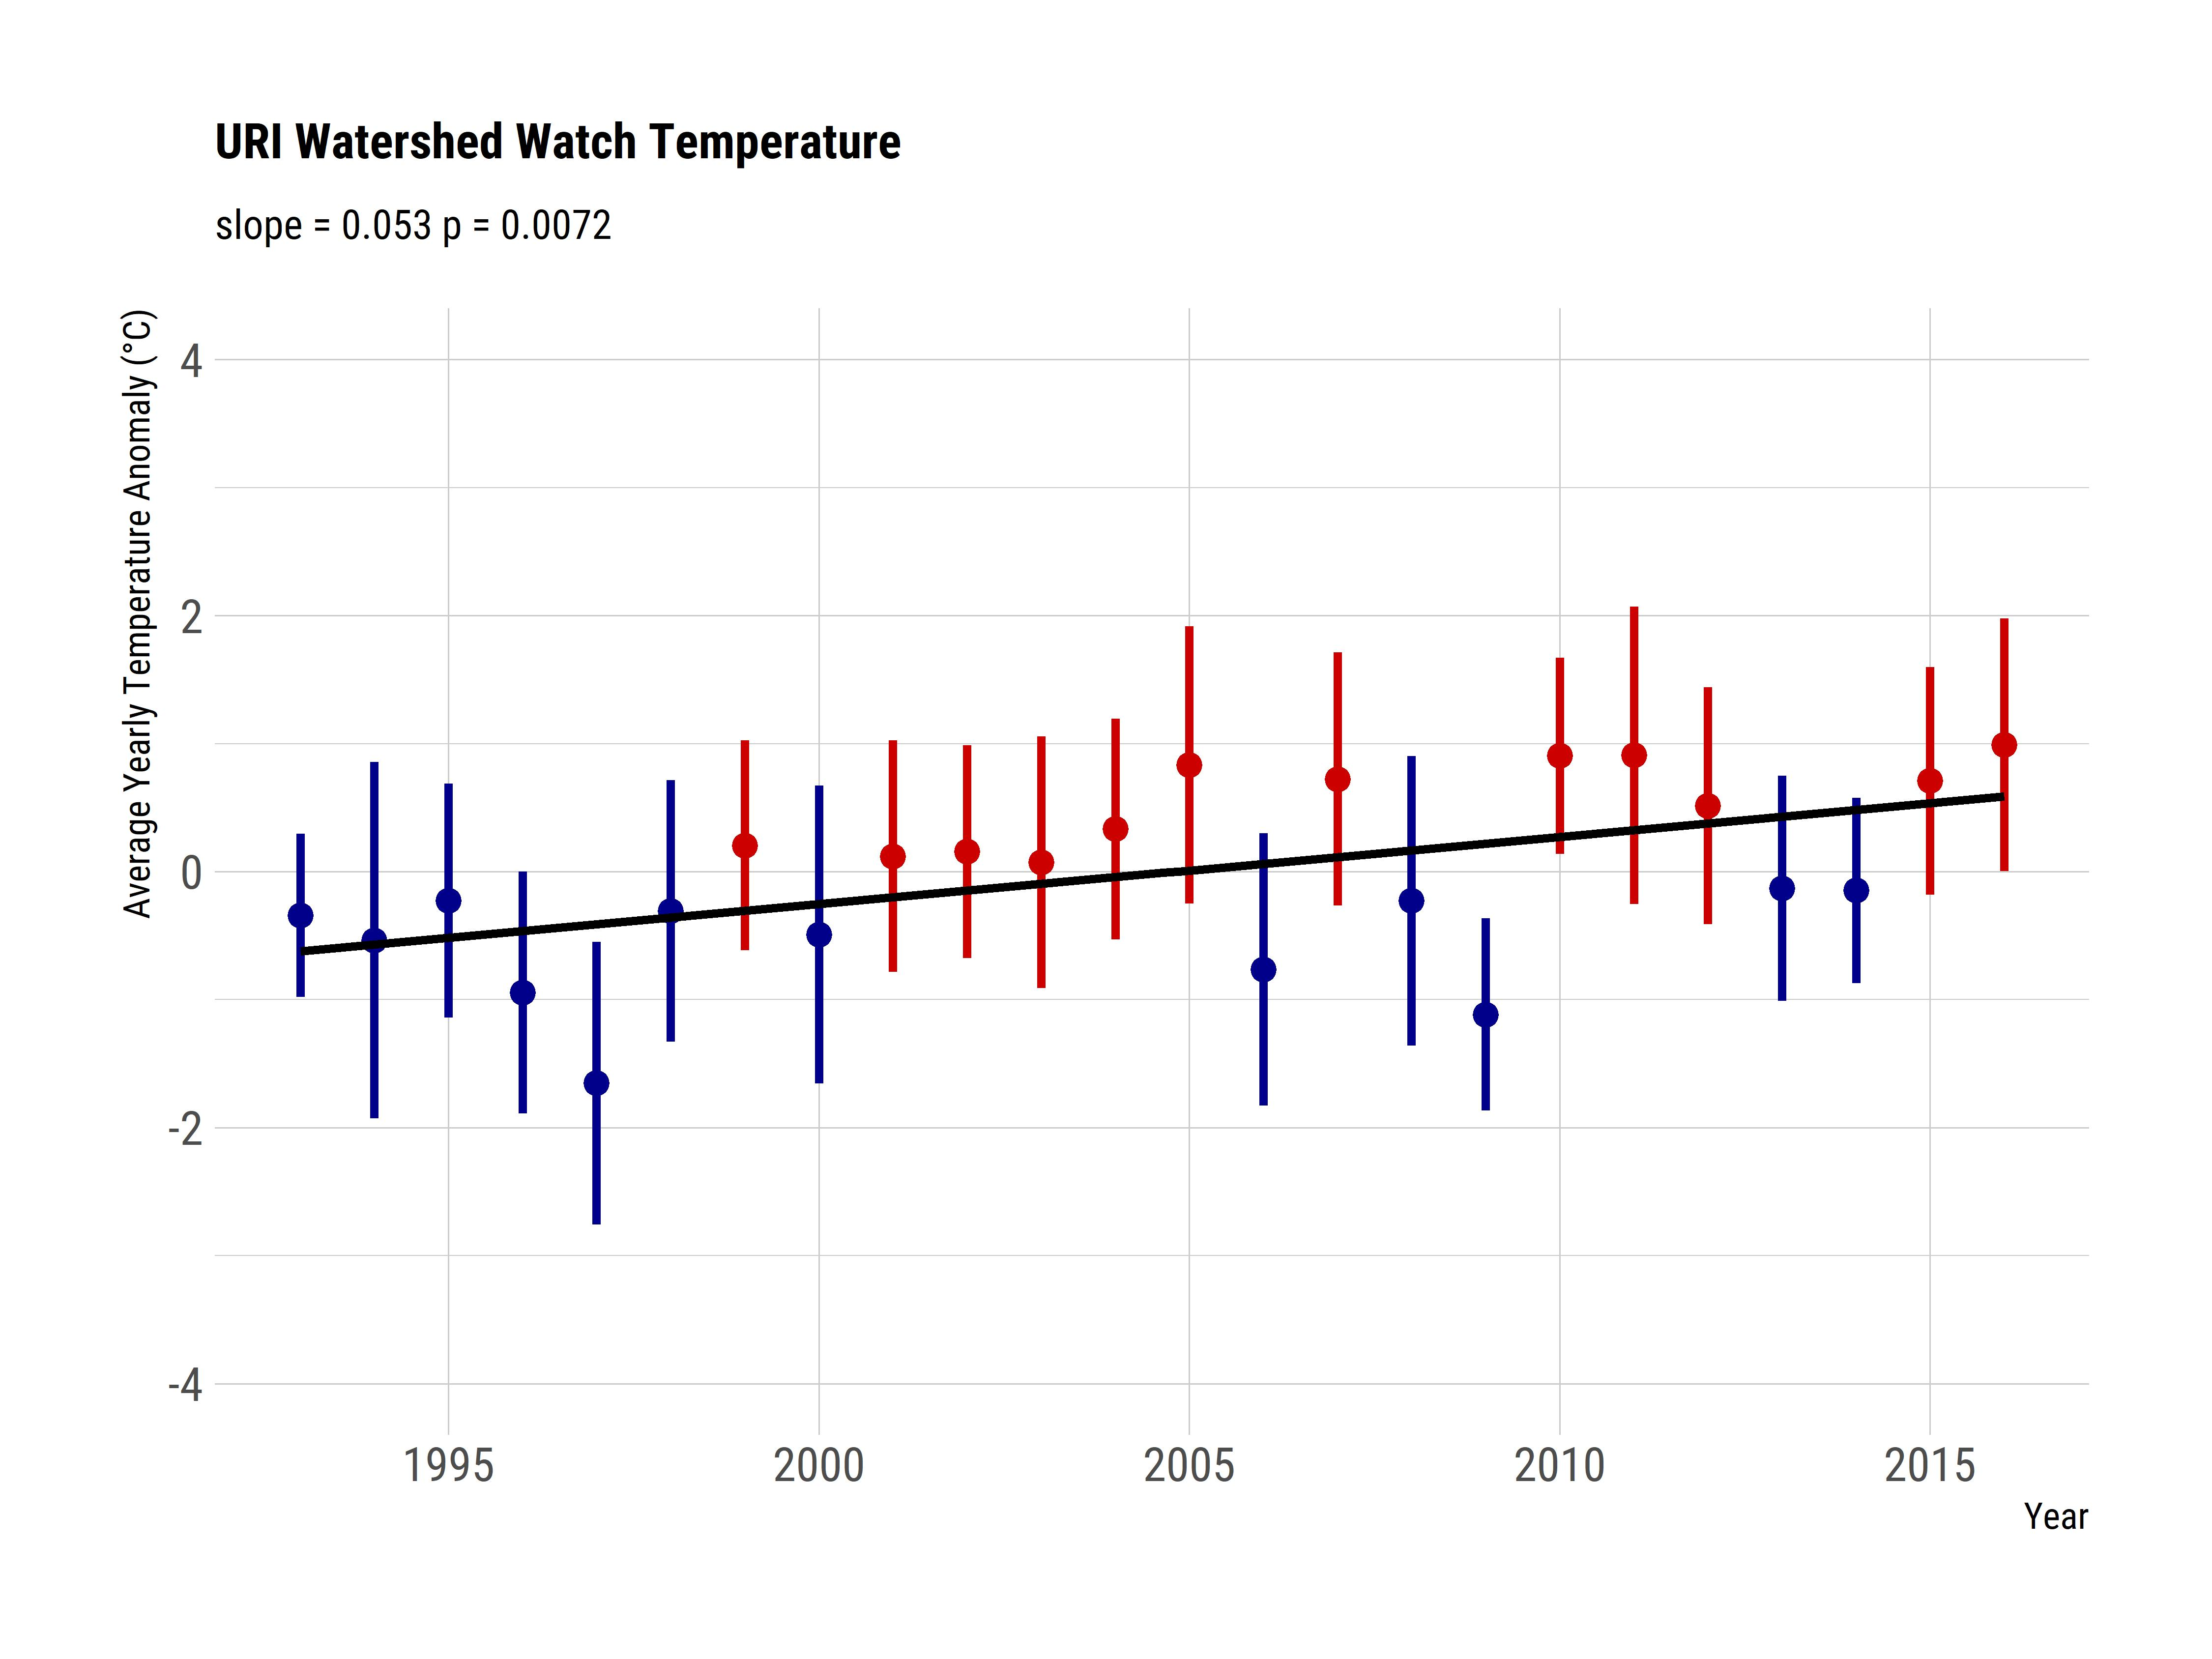 URI Watershed Watch Temperature
slope = 0.053 p = 0.0072
Average Yearly Temperature Anomaly (°C)
4
2
0
-2
-4
1995 2000 2005 2010 2015
Year